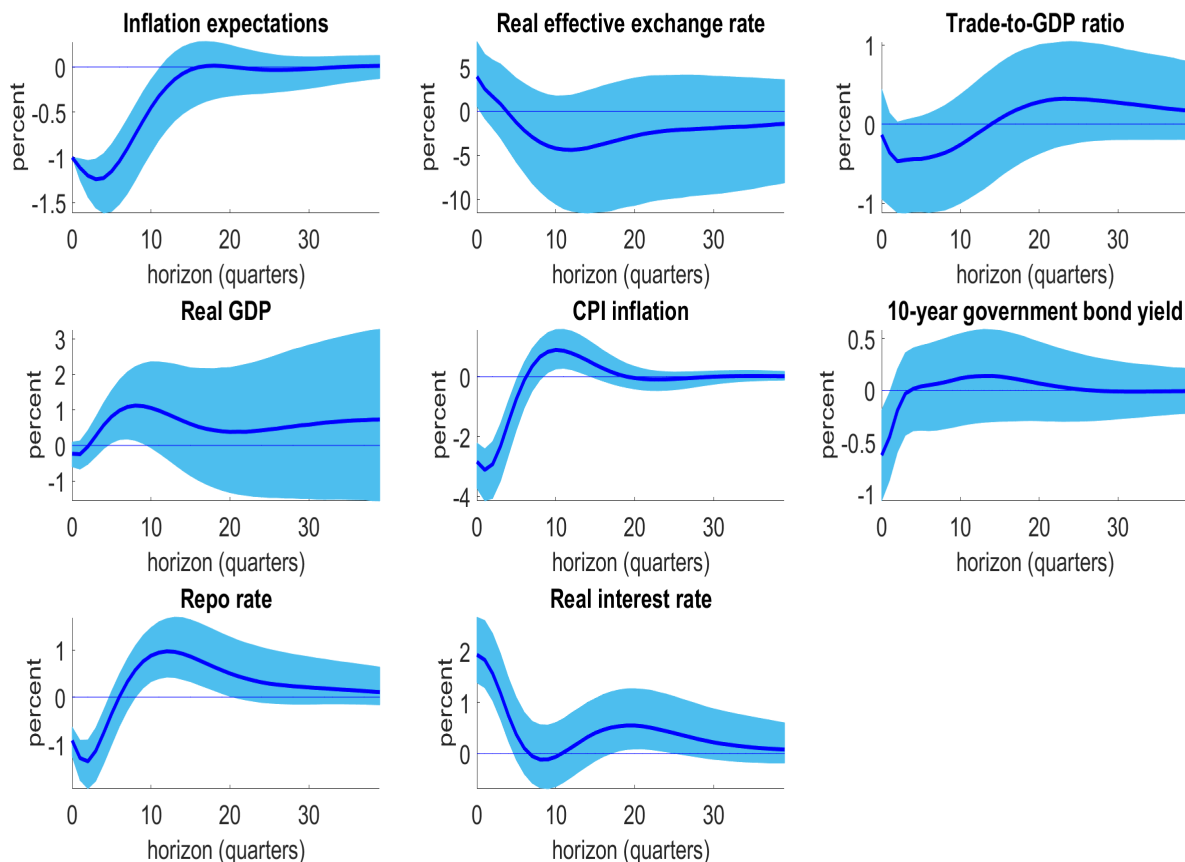 Inflation expectations
percent
0
-0.5
-1
-1.5
0 10 20 30
horizon (quarters)
Real effective exchange rate
percent
5
0
-5
-10
0 10 20 30
horizon (quarters)
Trade-to-GDP ratio
percent
1
0
-1
0 10 20 30
horizon (quarters)
Real GDP
percent
3
2
1
0
-1
0 10 20 30
horizon (quarters)
CPI inflation
percent
0
-2
-4
0 10 20 30
horizon (quarters)
10-year government bond yield
percent
0.5
0
-0.5
-1
0 10 20 30
horizon (quarters)
Repo rate
percent
1
0
-1
0 10 20 30
horizon (quarters)
Real interest rate
percent
2
1
0
0 10 20 30
horizon (quarters)